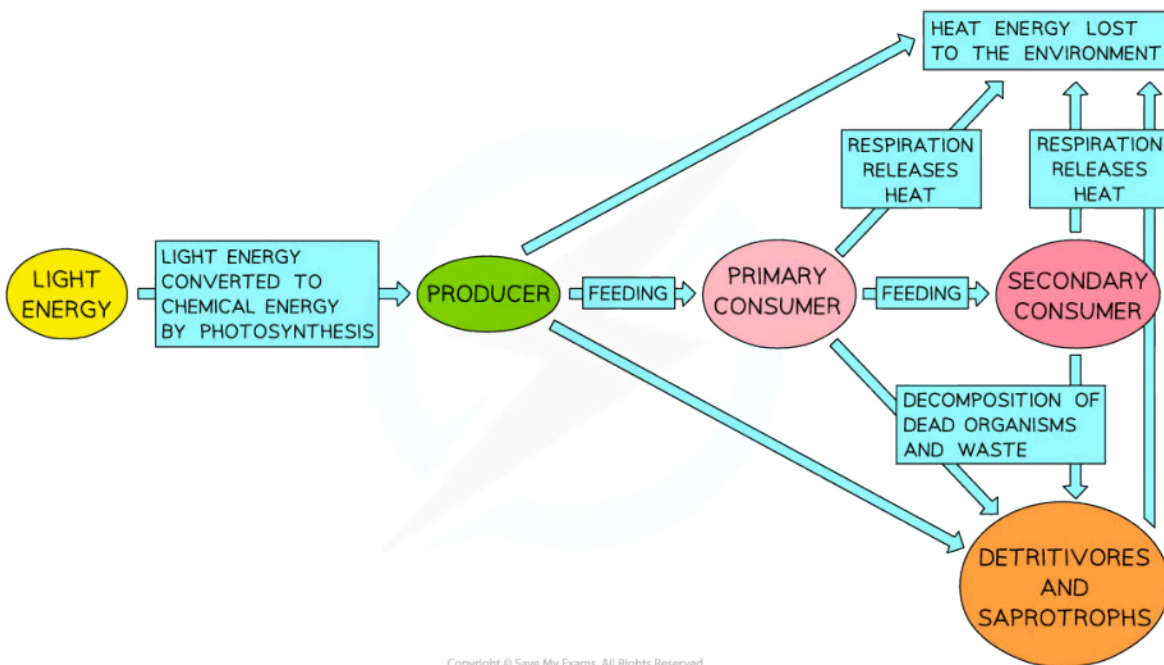 HEAT ENERGY LOST
TO THE ENVIRONMENT
RESPIRATION
RELEASES
HEAT
RESPIRATION
RELEASES
HEAT
LIGHT
ENERGY
LIGHT ENERGY
CONVERTED TO
CHEMICAL ENERGY
BY PHOTOSYNTHESIS
PRODUCER
FEEDING
PRIMARY
CONSUMER
FEEDING
SECONDARY
CONSUMER
DECOMPOSITION OF
DEAD ORGANISMS
AND WASTE
DETRITIVORES
AND
SAPROTROPHS
Copyright © Save My Exams. All Rights Reserved